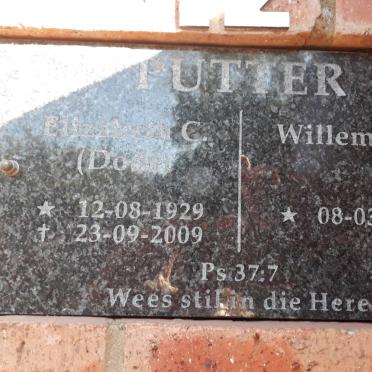 PUTTER
Elizabeth C. Willem
★ 12-08-1929 ★ 08-03
† 23-09-2009
Ps 37:7
Wees stil in die Here